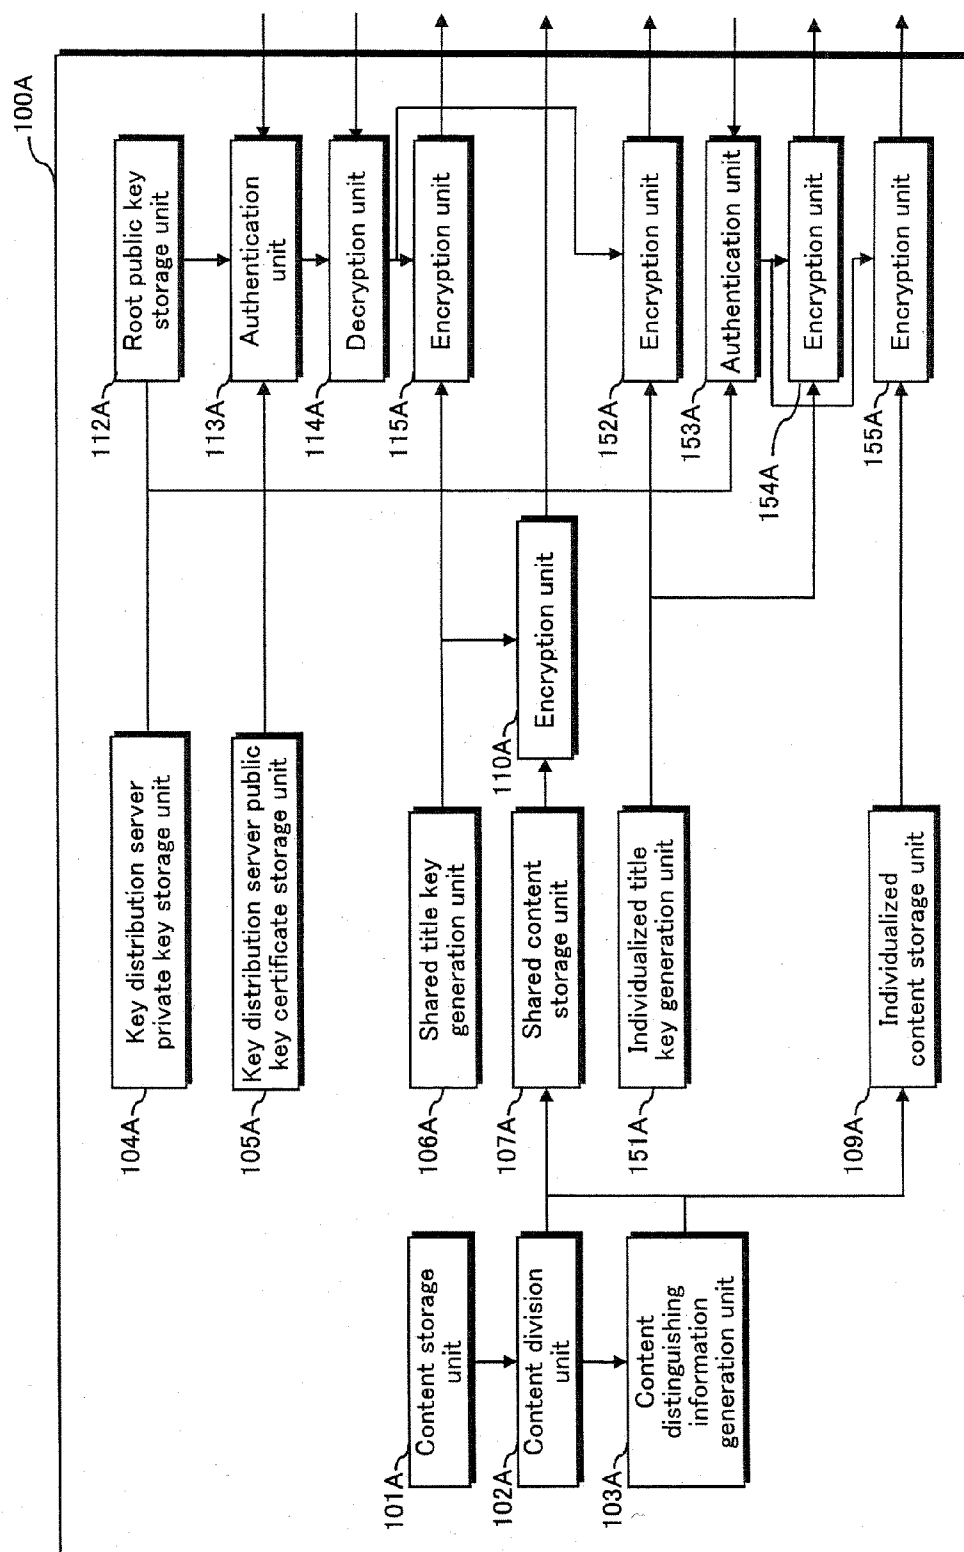 100A
Root public key
storage unit
112A
Authentication
unit
113A
Decryption unit
114A
Encryption unit
115A
Encryption unit
152A
Authentication unit
153A
Encryption unit
154A
Encryption unit
155A
Encryption unit
110A
Key distribution server
private key storage unit
104A
Key distribution server public
key certificate storage unit
105A
Shared title key
generation unit
106A
Shared content
storage unit
107A
Individualized title
key generation unit
151A
Individualized
content storage unit
109A
Content storage
unit
101A
Content division
unit
102A
Content
distinguishing
information
generation unit
103A